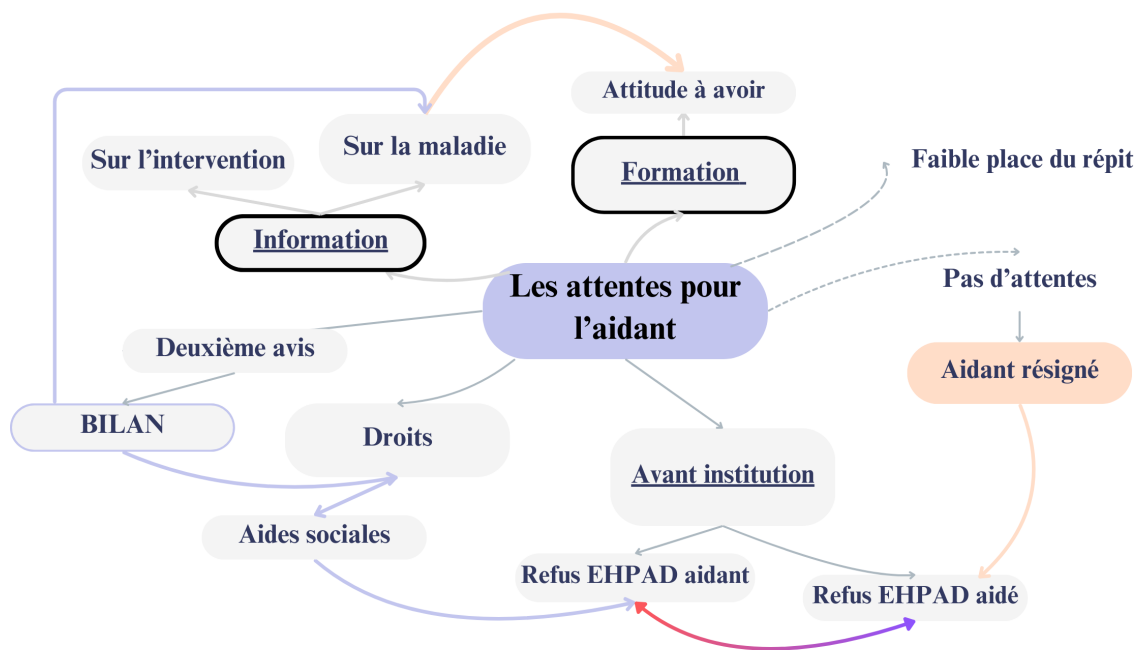 Attitude à avoir
Sur l’intervention
Sur la maladie
Formation
Faible place du répit
Information
Les attentes pour
l’aidant
Pas d’attentes
Deuxième avis
Aidant résigné
BILAN
Droits
Avant institution
Aides sociales
Refus EHPAD aidant
Refus EHPAD aidé